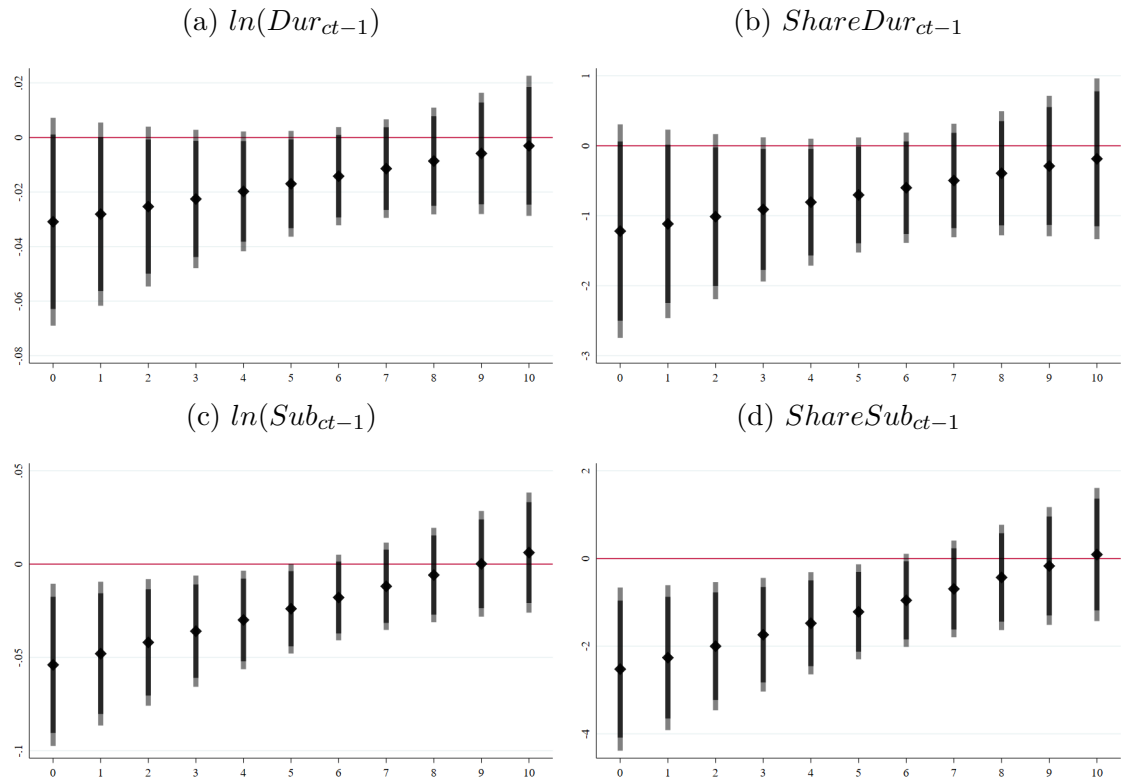 (a) ln(Dur_{ct−1})
.02
0
-.02
-.04
-.06
-.08
0 1 2 3 4 5 6 7 8 9 10
(b) ShareDur_{ct−1}
1
0
-1
-2
-3
0 1 2 3 4 5 6 7 8 9 10
(c) ln(Sub_{ct−1})
.05
0
-.05
-.1
0 1 2 3 4 5 6 7 8 9 10
(d) ShareSub_{ct−1}
2
0
-2
-4
0 1 2 3 4 5 6 7 8 9 10